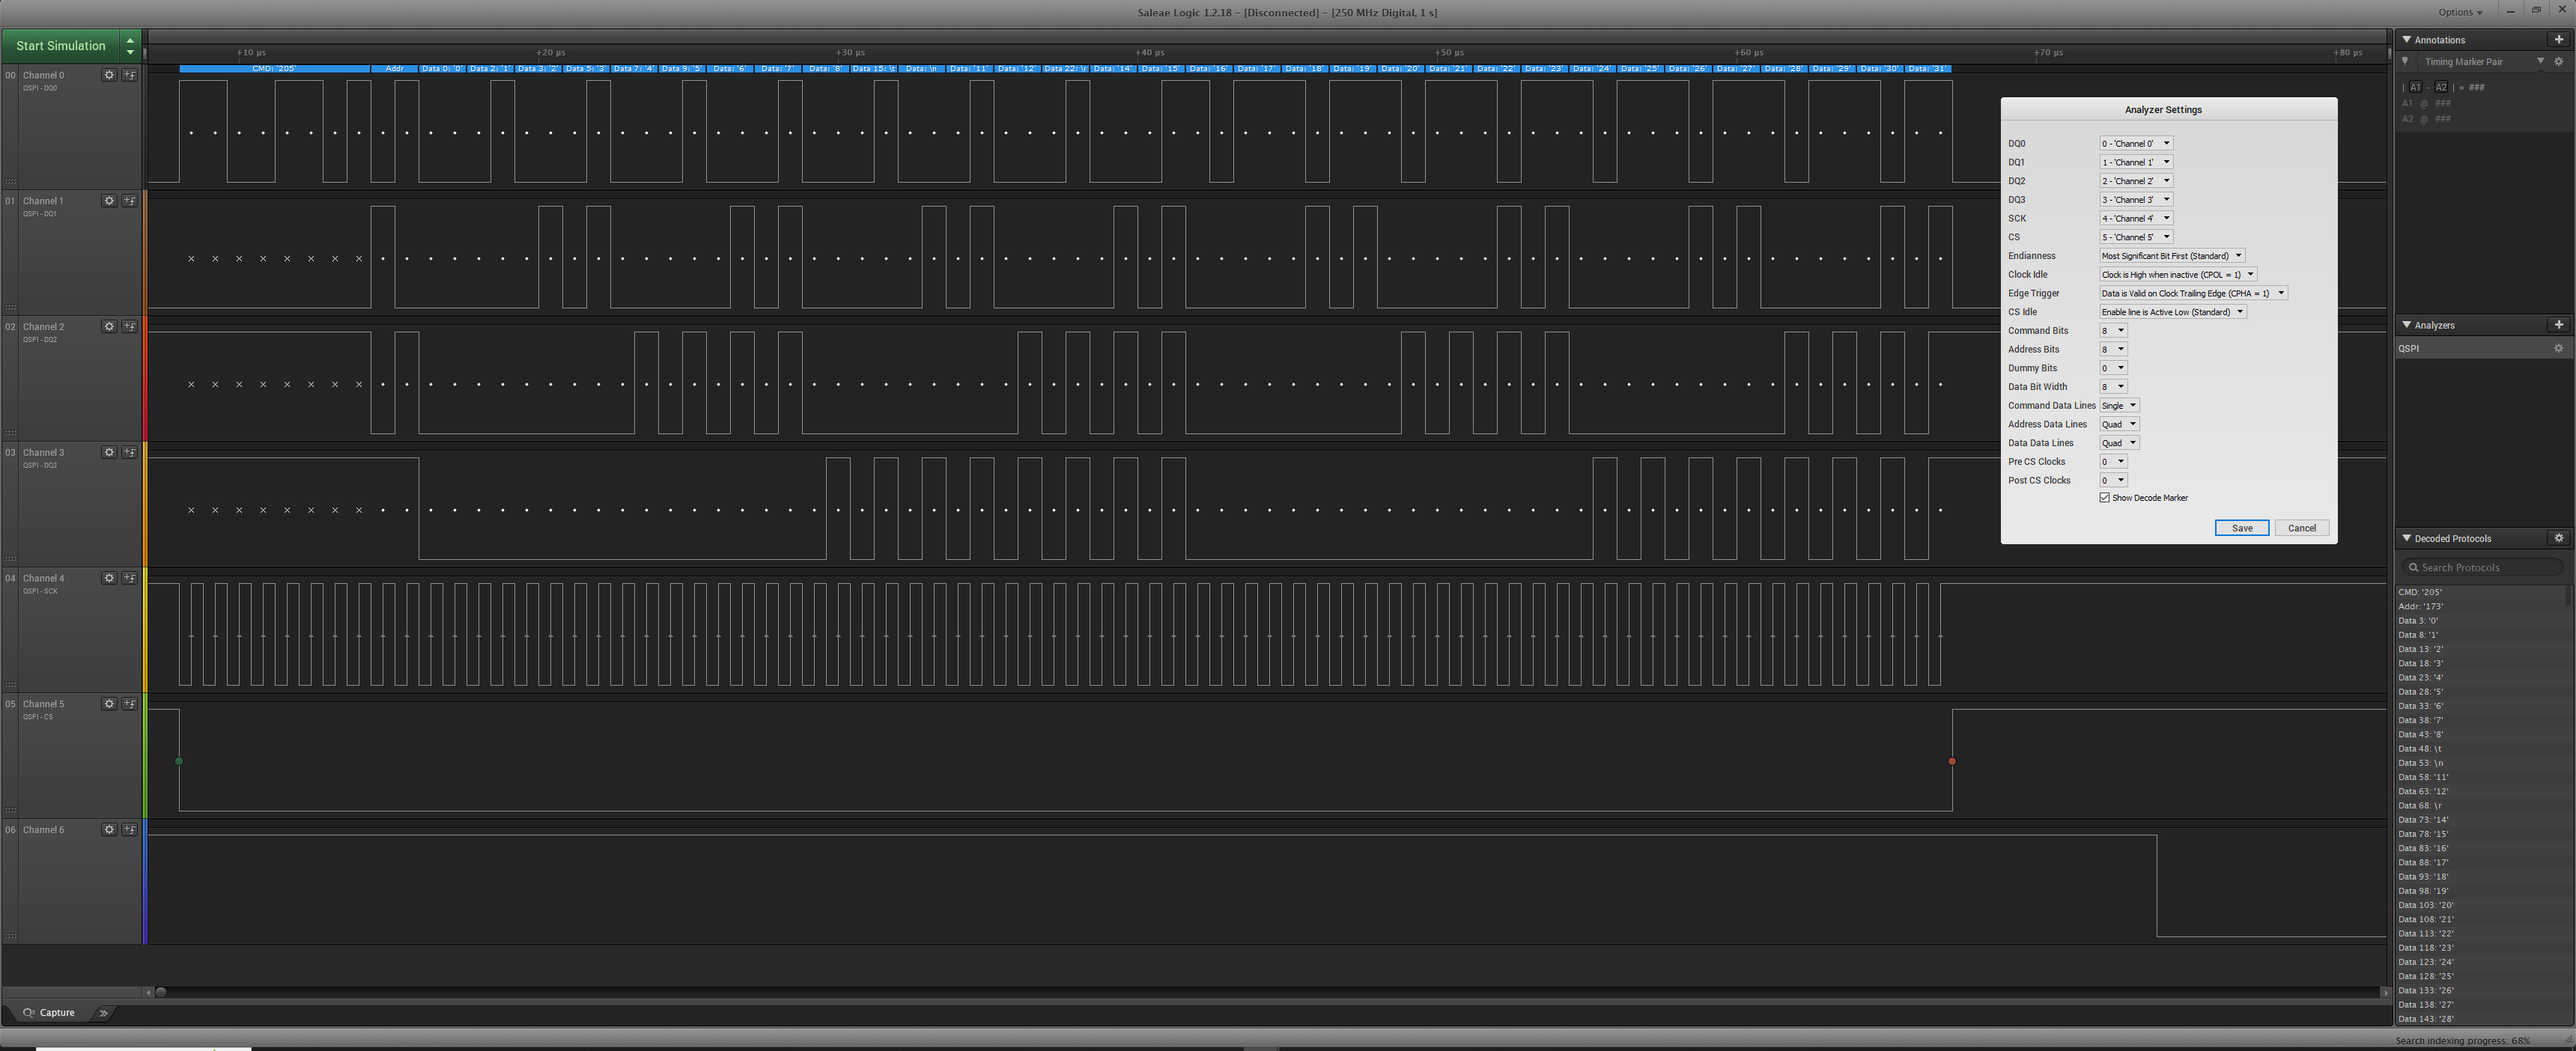 Saleae Logic 1.2.18 - [Disconnected] - [250 MHz Digital, 1 s]
Options
Start Simulation
+10 µs +20 µs +30 µs +40 µs +50 µs +60 µs +70 µs +80 µs
CMD: '205' Addr Data 0: '0' Data 2: '1' Data 3: '2' Data 5: '3' Data 7: '4' Data 9: '5' Data: '6' Data: '7' Data: '8' Data 15: \t Data: \n Data: '11' Data: '12 Data 22: \r Data: '14' Data: '15' Data: '16' Data: '17' Data: '18' Data: '19' Data: '20' Data: '21' Data: '22' Data: '23' Data: '24' Data: '25' Data: '26' Data: '27' Data: '28' Data: '29' Data: '30' Data: '31'
00 Channel 0
QSPI - DQ0
01 Channel 1
QSPI - DQ1
02 Channel 2
QSPI - DQ2
03 Channel 3
QSPI - DQ3
04 Channel 4
QSPI - SCK
05 Channel 5
QSPI - CS
06 Channel 6
Capture
Analyzer Settings
DQ0 0 - 'Channel 0'
DQ1 1 - 'Channel 1'
DQ2 2 - 'Channel 2'
DQ3 3 - 'Channel 3'
SCK 4 - 'Channel 4'
CS 5 - 'Channel 5'
Endianness Most Significant Bit First (Standard)
Clock Idle Clock is High when inactive (CPOL = 1)
Edge Trigger Data is Valid on Clock Trailing Edge (CPHA = 1)
CS Idle Enable line is Active Low (Standard)
Command Bits 8
Address Bits 8
Dummy Bits 0
Data Bit Width 8
Command Data Lines Single
Address Data Lines Quad
Data Data Lines Quad
Pre CS Clocks 0
Post CS Clocks 0
Show Decode Marker
Save Cancel
Annotations
Timing Marker Pair
| A1 - A2 | = ###
A1 @ ###
A2 @ ###
Analyzers
QSPI
Decoded Protocols
Search Protocols
CMD: '205'
Addr: '173'
Data 3: '0'
Data 8: '1'
Data 13: '2'
Data 18: '3'
Data 23: '4'
Data 28: '5'
Data 33: '6'
Data 38: '7'
Data 43: '8'
Data 48: \t
Data 53: \n
Data 58: '11'
Data 63: '12'
Data 68: \r
Data 73: '14'
Data 78: '15'
Data 83: '16'
Data 88: '17'
Data 93: '18'
Data 98: '19'
Data 103: '20'
Data 108: '21'
Data 113: '22'
Data 118: '23'
Data 123: '24'
Data 128: '25'
Data 133: '26'
Data 138: '27'
Data 143: '28'
Search indexing progress: 68%